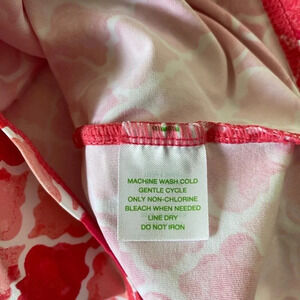 MACHINE WASH COLD
GENTLE CYCLE
ONLY NON-CHLORINE
BLEACH WHEN NEEDED
LINE DRY
DO NOT IRON